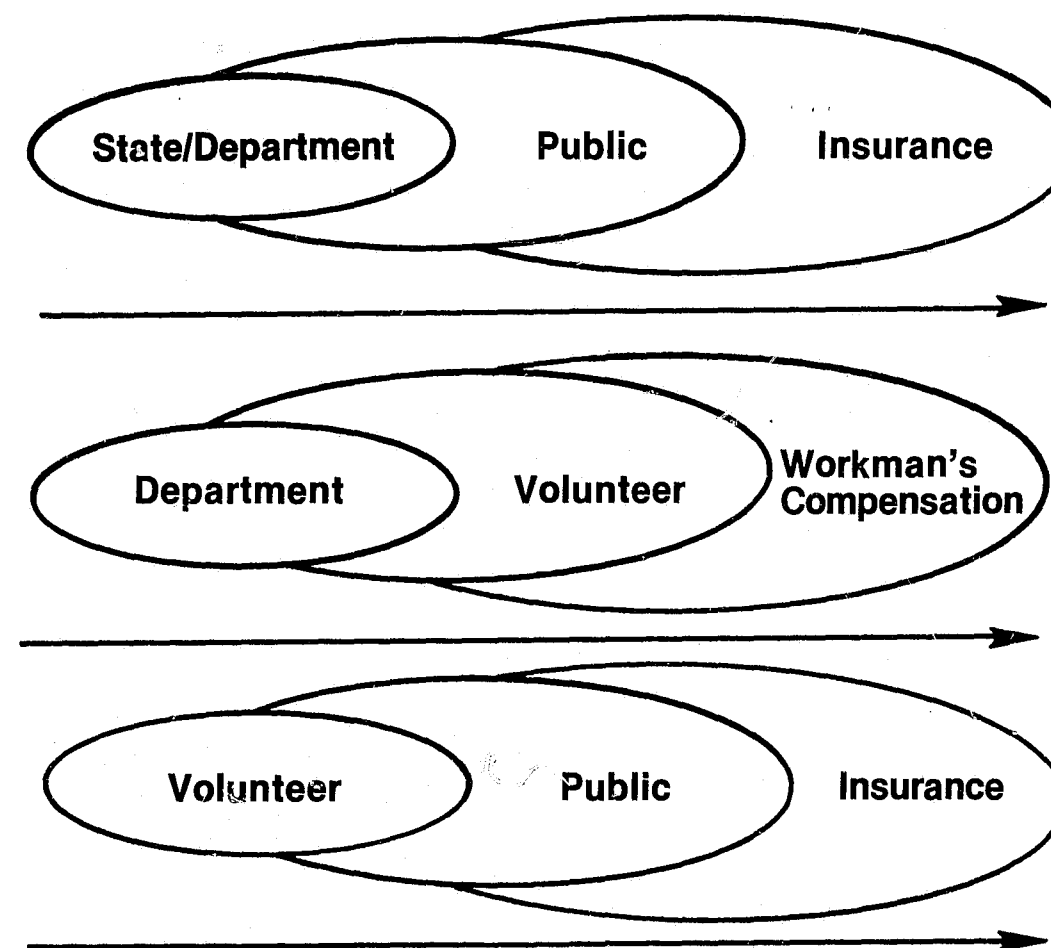 State/Department
Public
Insurance
Department
Volunteer
Workman's
Compensation
Volunteer
Public
Insurance